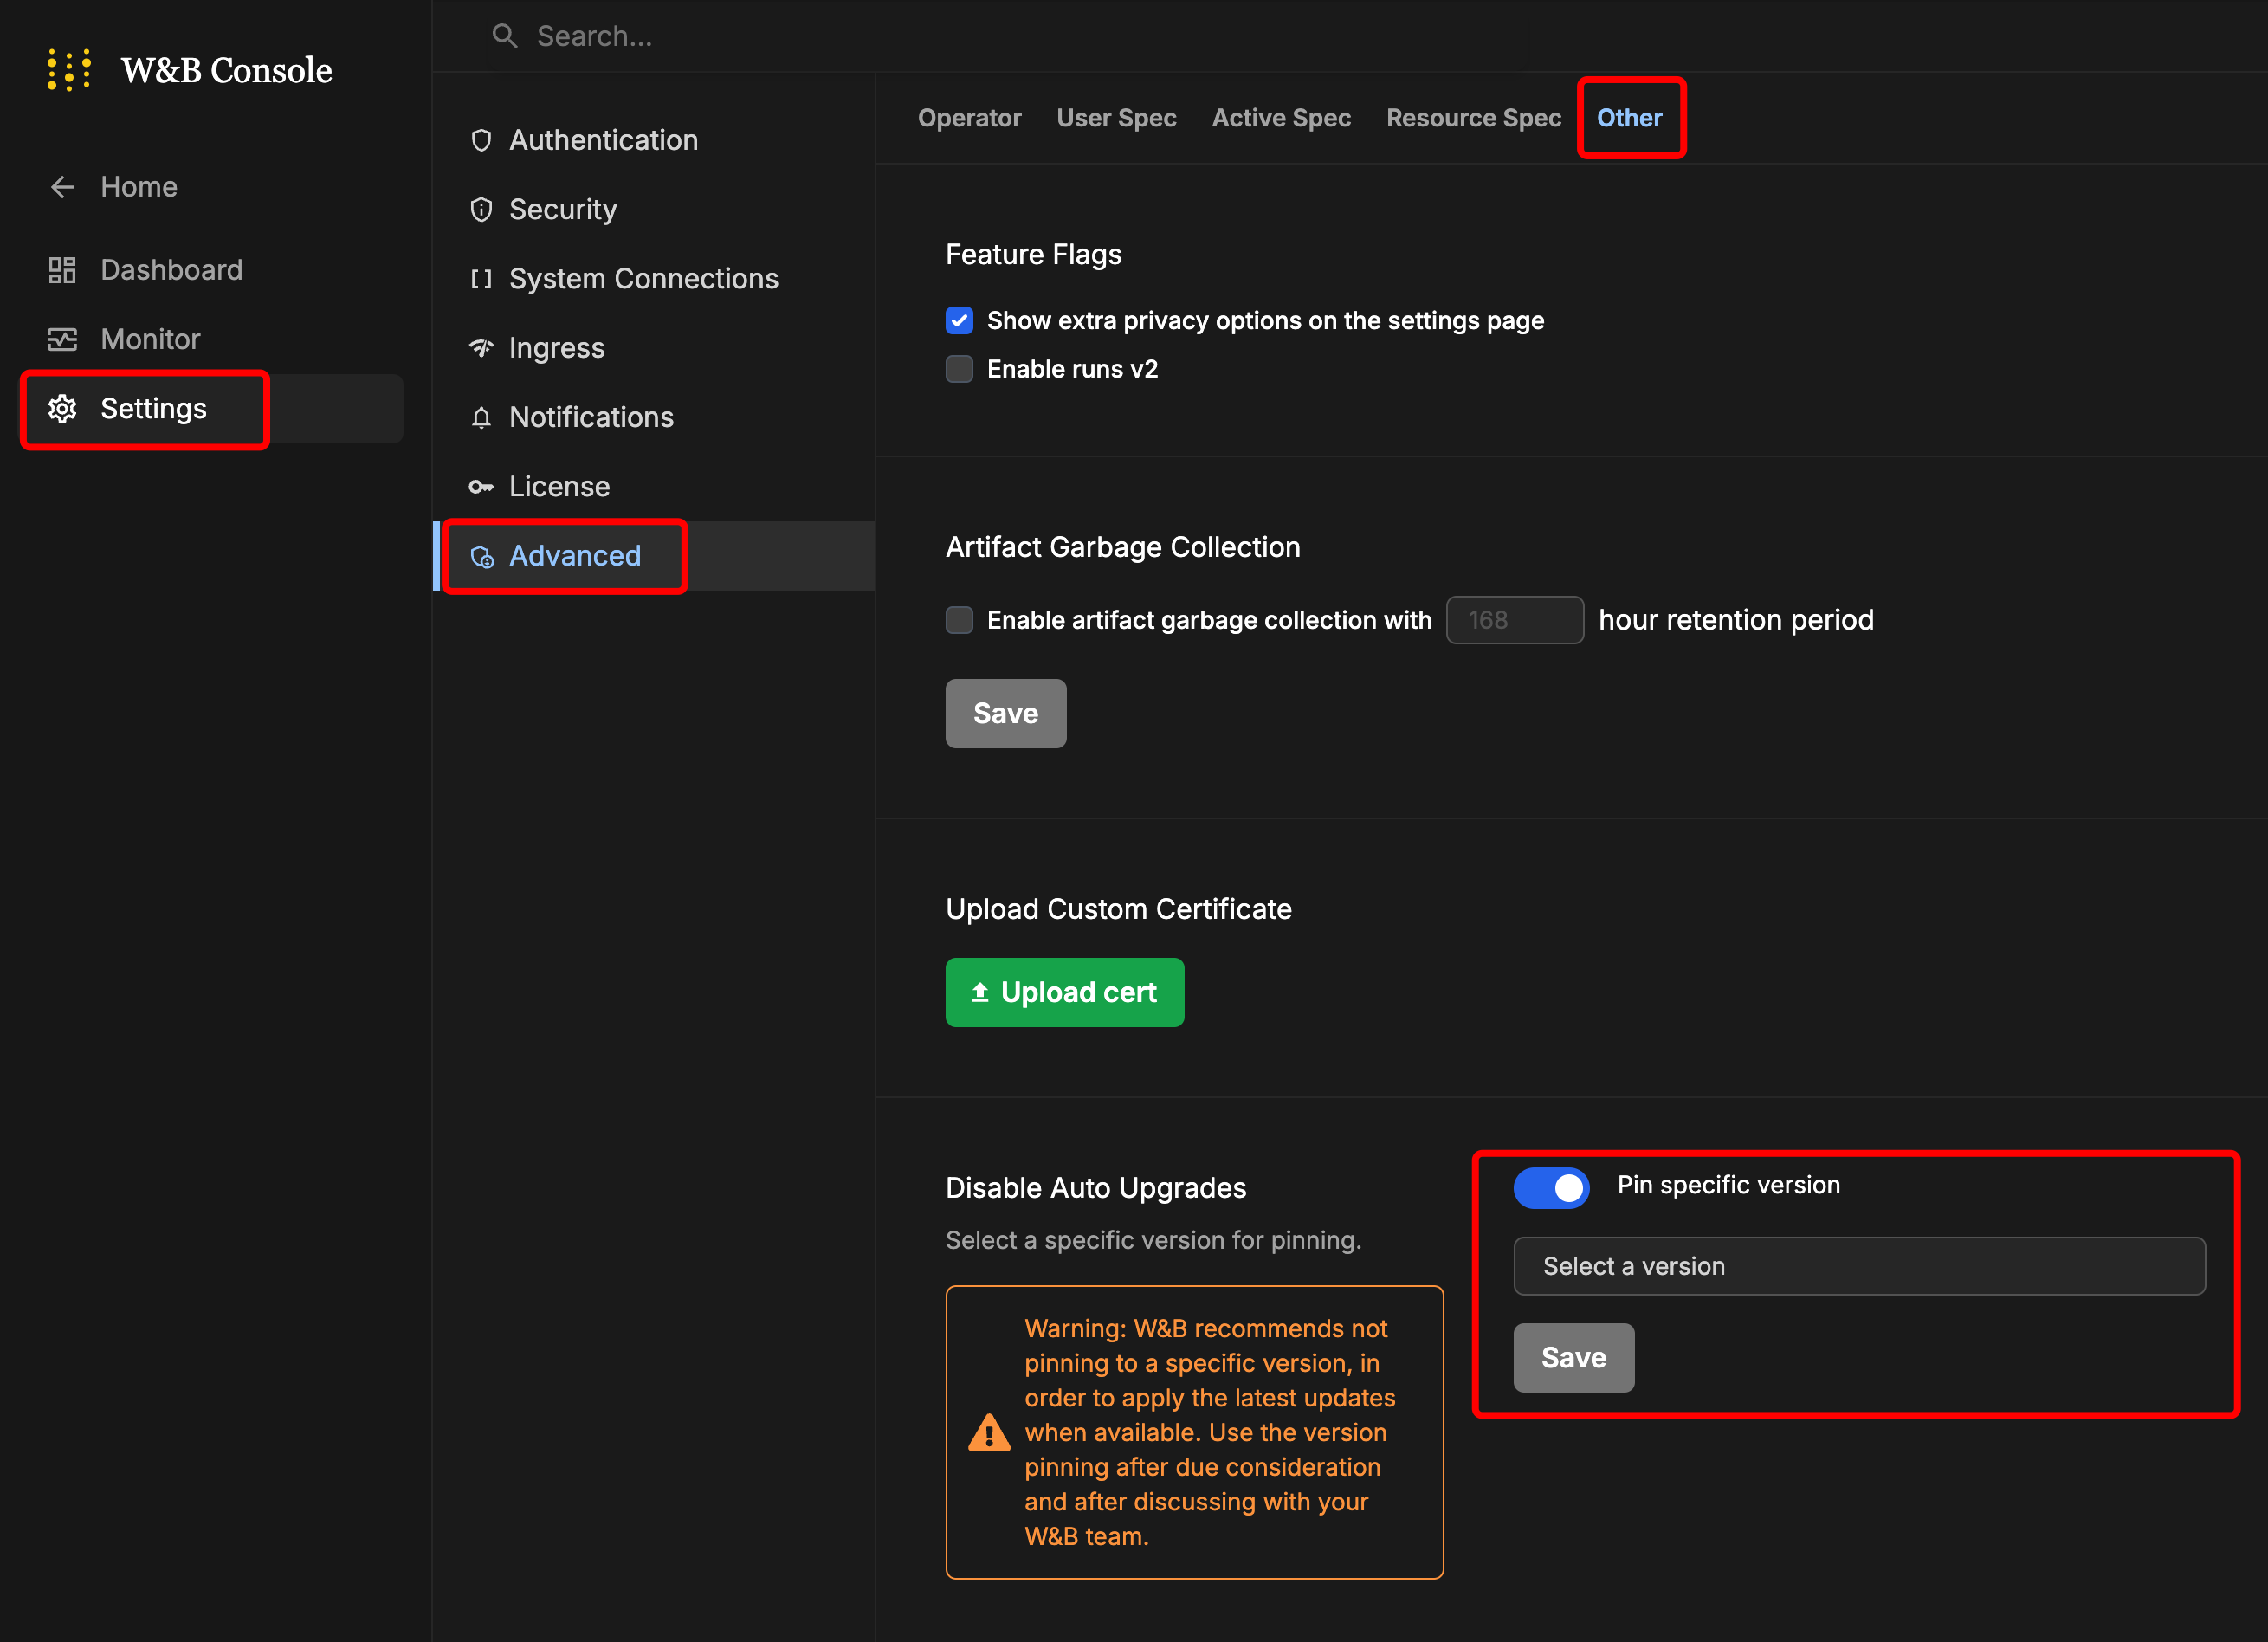 W&B Console
Home
Dashboard
Monitor
Settings
Search...
Authentication
Security
System Connections
Ingress
Notifications
License
Advanced
Operator User Spec Active Spec Resource Spec Other
Feature Flags
Show extra privacy options on the settings page
Enable runs v2
Artifact Garbage Collection
Enable artifact garbage collection with 168 hour retention period
Save
Upload Custom Certificate
Upload cert
Disable Auto Upgrades
Select a specific version for pinning.
Warning: W&B recommends not
pinning to a specific version, in
order to apply the latest updates
when available. Use the version
pinning after due consideration
and after discussing with your
W&B team.
Pin specific version
Select a version
Save